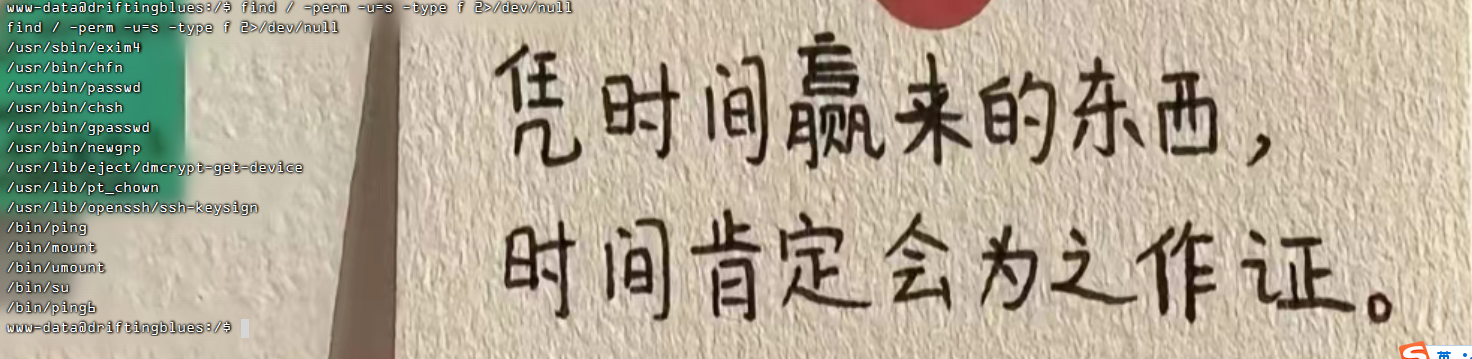 www-data@driftingblues:/$ find / -perm -u=s -type f 2>/dev/null
find / -perm -u=s -type f 2>/dev/null
/usr/sbin/exim4
/usr/bin/chfn
/usr/bin/passwd
/usr/bin/chsh
/usr/bin/gpasswd
/usr/bin/newgrp
/usr/lib/eject/dmcrypt-get-device
/usr/lib/pt_chown
/usr/lib/openssh/ssh-keysign
/bin/ping
/bin/mount
/bin/umount
/bin/su
/bin/ping6
www-data@driftingblues:/$
凭时间赢来的东西，
时间肯定会为之作证。
英